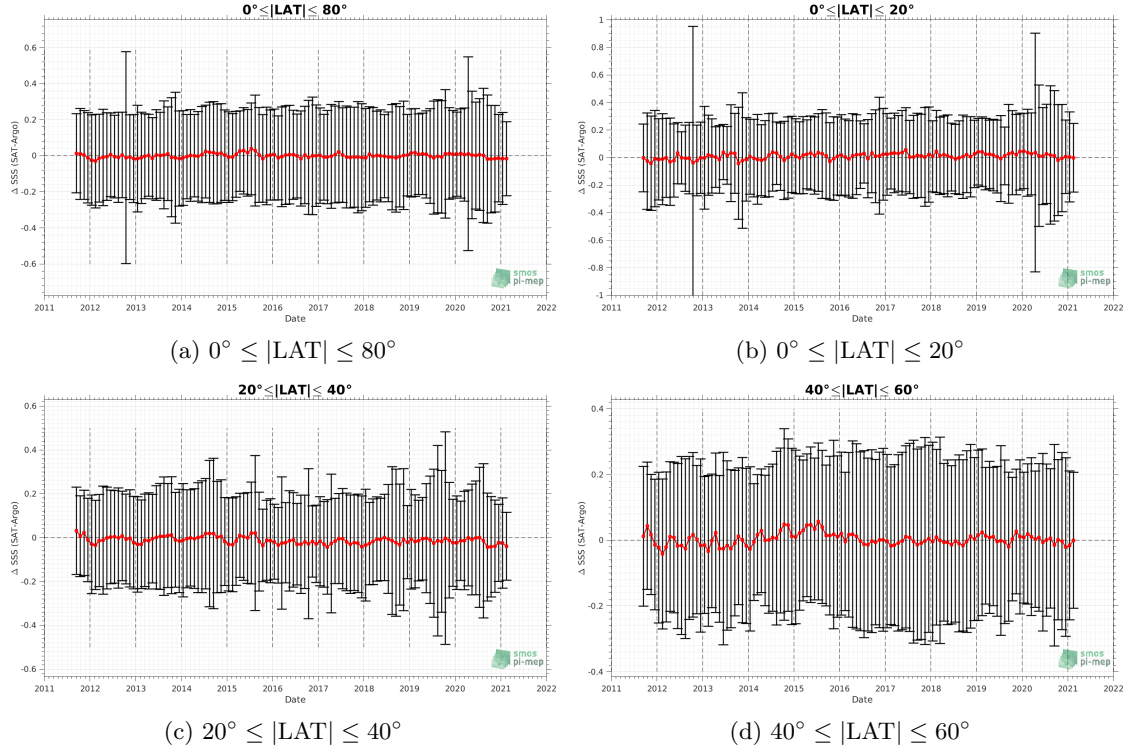 0°≤|LAT|≤ 80°
0.6
0.4
0.2
0
-0.2
-0.4
-0.6
Δ SSS (SAT-Argo)
2011 2012 2013 2014 2015 2016 2017 2018 2019 2020 2021 2022
Date
smos
pi-mep
(a) 0° ≤ |LAT| ≤ 80°
0°≤|LAT|≤ 20°
1
0.8
0.6
0.4
0.2
0
-0.2
-0.4
-0.6
-0.8
-1
Δ SSS (SAT-Argo)
2011 2012 2013 2014 2015 2016 2017 2018 2019 2020 2021 2022
Date
smos
pi-mep
(b) 0° ≤ |LAT| ≤ 20°
20°≤|LAT|≤ 40°
0.6
0.4
0.2
0
-0.2
-0.4
-0.6
Δ SSS (SAT-Argo)
2011 2012 2013 2014 2015 2016 2017 2018 2019 2020 2021 2022
Date
smos
pi-mep
(c) 20° ≤ |LAT| ≤ 40°
40°≤|LAT|≤ 60°
0.4
0.2
0
-0.2
-0.4
Δ SSS (SAT-Argo)
2011 2012 2013 2014 2015 2016 2017 2018 2019 2020 2021 2022
Date
smos
pi-mep
(d) 40° ≤ |LAT| ≤ 60°